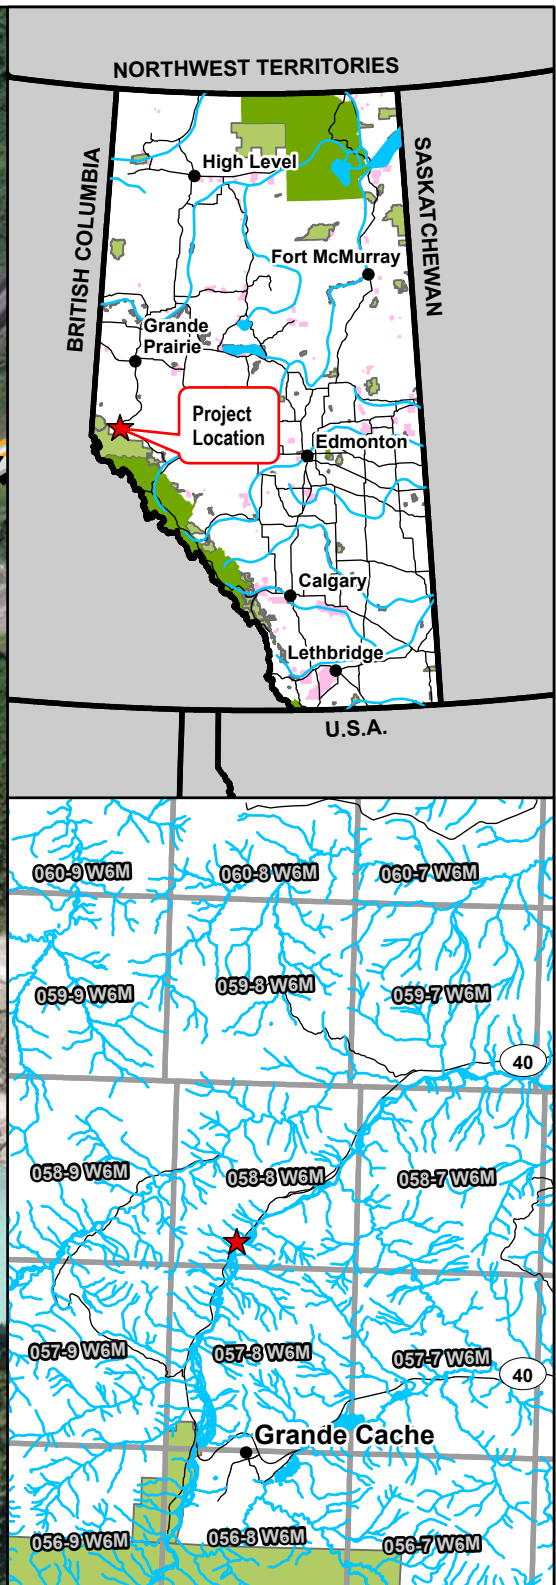 NORTHWEST TERRITORIES
BRITISH COLUMBIA
SASKATCHEWAN
High Level
Fort McMurray
Grande
Prairie
Project
Location
Edmonton
Calgary
Lethbridge
U.S.A.
060-9 W6M
060-8 W6M
060-7 W6M
059-9 W6M
059-8 W6M
059-7 W6M
40
058-9 W6M
058-8 W6M
058-7 W6M
057-9 W6M
057-8 W6M
057-7 W6M
40
Grande Cache
056-9 W6M
056-8 W6M
056-7 W6M